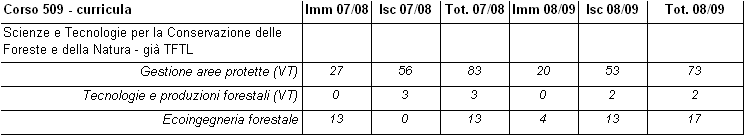 Corso 509 - curricula Imm 07/08 Isc 07/08 Tot. 07/08 Imm 08/09 Isc 08/09 Tot. 08/09
Scienze e Tecnologie per la Conservazione delle
Foreste e della Natura - già TFTL
Gestione aree protette (VT) 27 56 83 20 53 73
Tecnologie e produzioni forestali (VT) 0 3 3 0 2 2
Ecoingegneria forestale 13 0 13 4 13 17